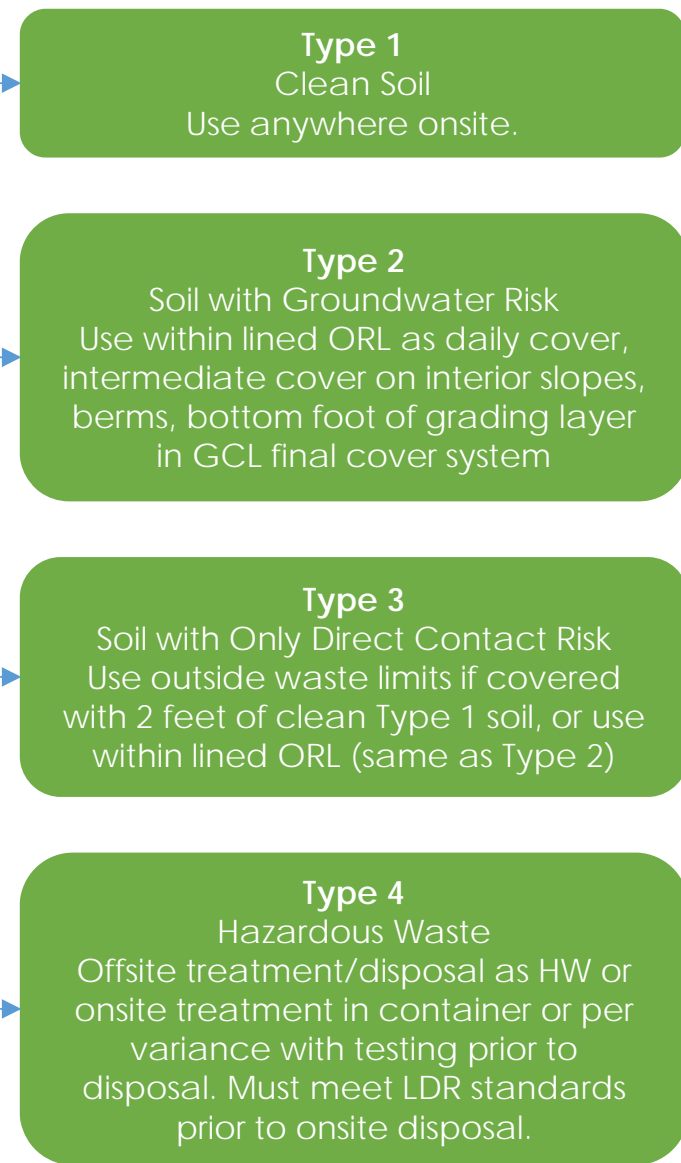 Type 1
Clean Soil
Use anywhere onsite.
Type 2
Soil with Groundwater Risk
Use within lined ORL as daily cover,
intermediate cover on interior slopes,
berms, bottom foot of grading layer
in GCL final cover system
Type 3
Soil with Only Direct Contact Risk
Use outside waste limits if covered
with 2 feet of clean Type 1 soil, or use
within lined ORL (same as Type 2)
Type 4
Hazardous Waste
Offsite treatment/disposal as HW or
onsite treatment in container or per
variance with testing prior to
disposal. Must meet LDR standards
prior to onsite disposal.